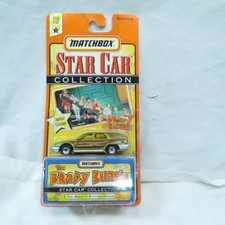 MATCHBOX
STAR CAR
COLLECTION
The
BRADY
BUNCH
MATCHBOX
The
BRADY BUNCH
STAR CAR COLLECTION